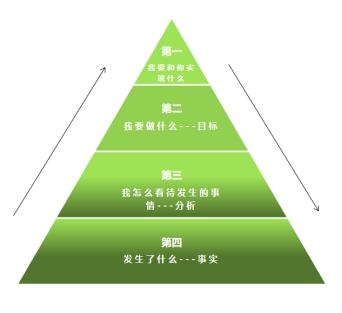 第一
我要和你实
现什么
第二
我要做什么---目标
第三
我怎么看待发生的事
情---分析
第四
发生了什么---事实